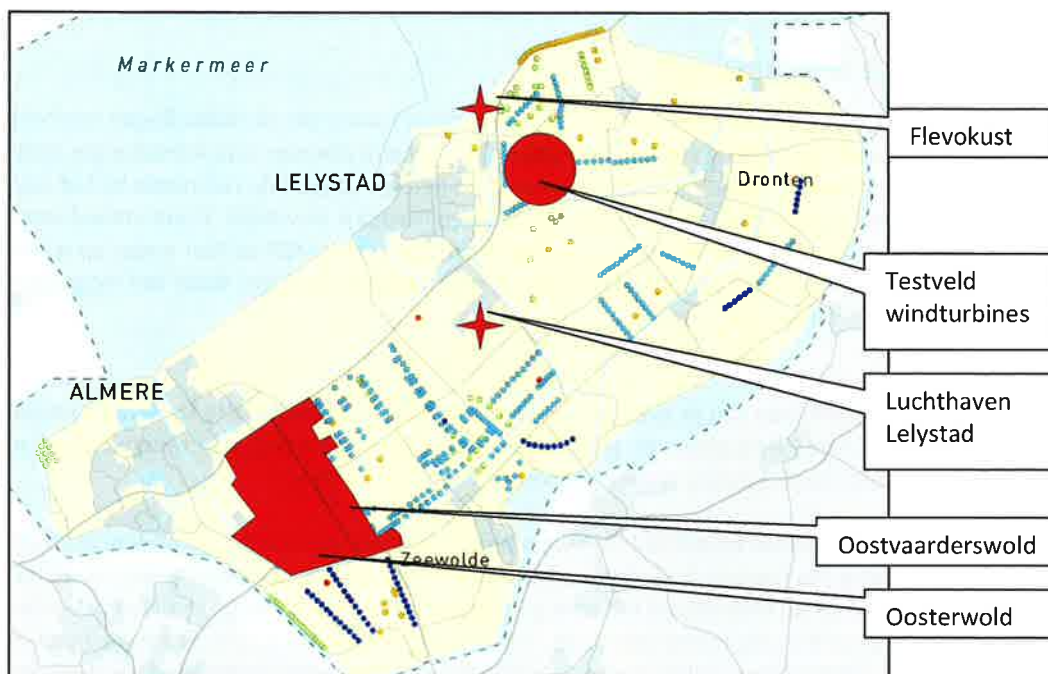 Markermeer
Flevokust
LELYSTAD
Dronten
Testveld
windturbines
ALMERE
Luchthaven
Lelystad
Oostvaarderswold
Zeewolde
Oosterwold